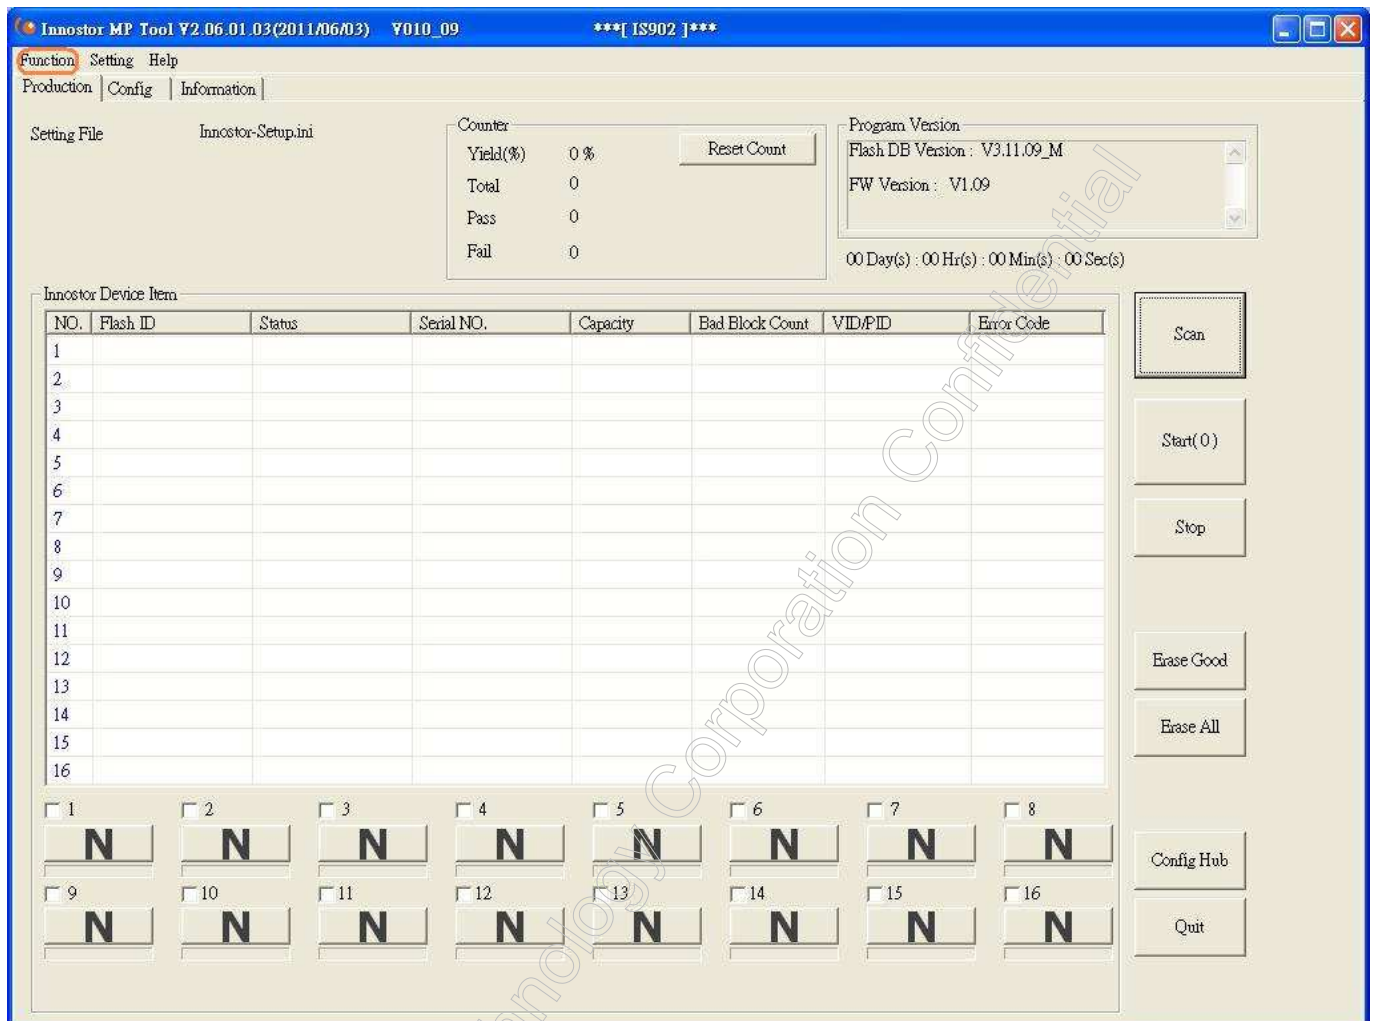 Innostor MP Tool V2.06.01.03(2011/06/03) V010_09 ***[ IS902 ]***
Function Setting Help
Production Config Information
Setting File Innostor-Setup.ini
Counter
Yield(%) 0 %
Reset Count
Total 0
Pass 0
Fail 0
Program Version
Flash DB Version : V3.11.09_M
FW Version : V1.09
00 Day(s) : 00 Hr(s) : 00 Min(s) : 00 Sec(s)
Innostor Device Item
NO. Flash ID Status Serial NO. Capacity Bad Block Count VID/PID Error Code
1
2
3
4
5
6
7
8
9
10
11
12
13
14
15
16
Scan
Start( 0 )
Stop
Erase Good
Erase All
Config Hub
Quit
1 2 3 4 5 6 7 8
N N N N N N N N
9 10 11 12 13 14 15 16
N N N N N N N N
Corporation Confidential